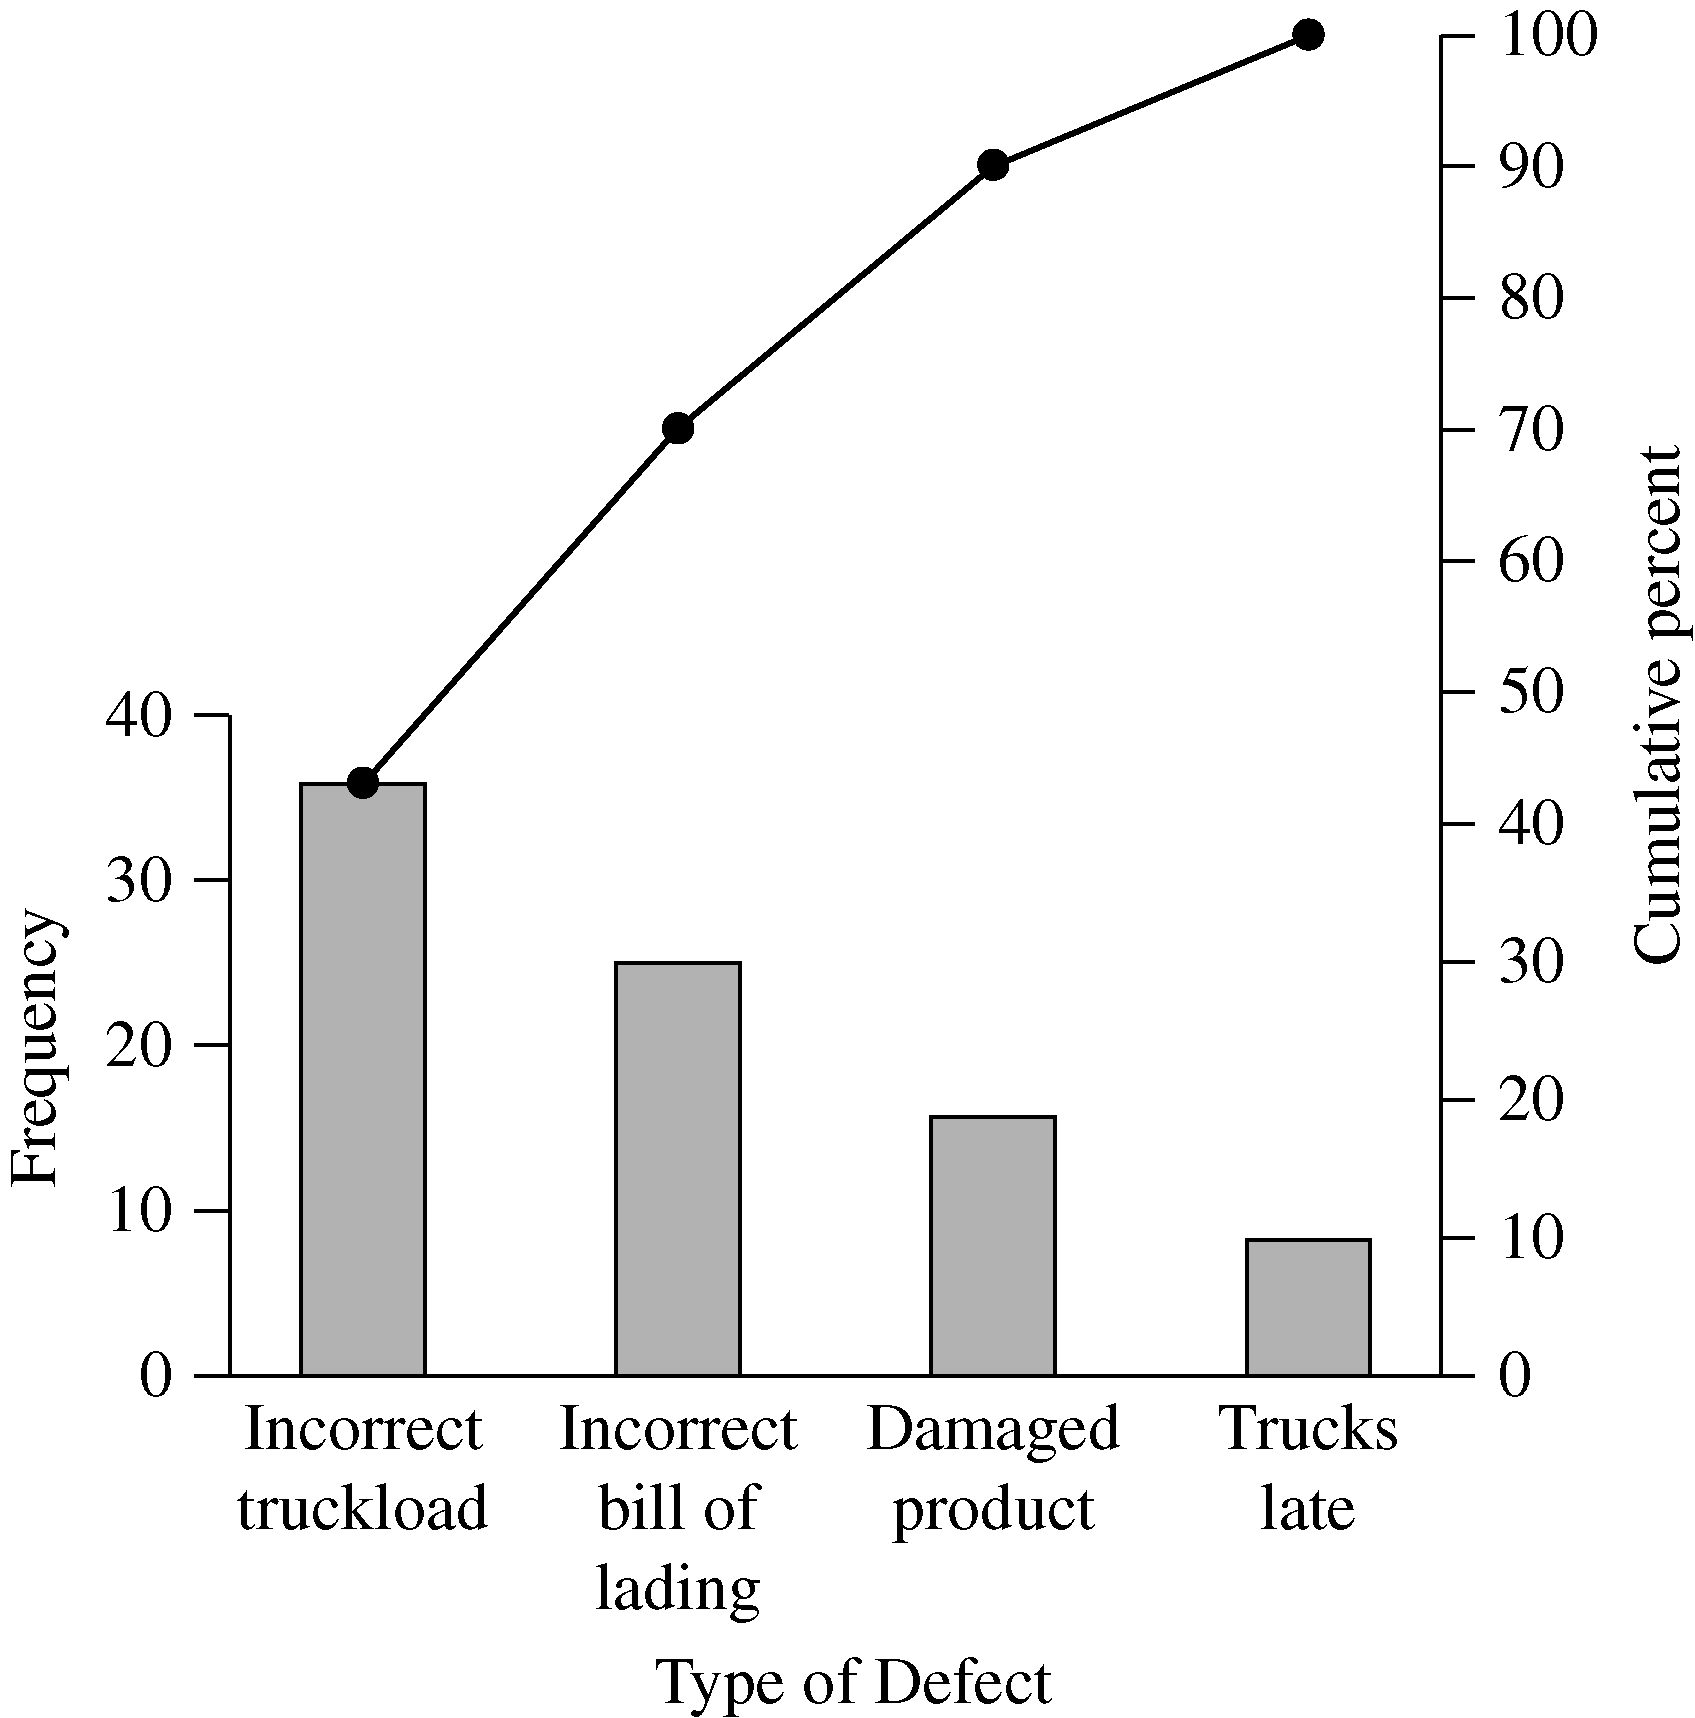 100
90
80
70
60
50
40
30
20
10
0
Cumulative percent
40
30
20
10
0
Frequency
Incorrect truckload
Incorrect bill of lading
Damaged product
Trucks late
Type of Defect